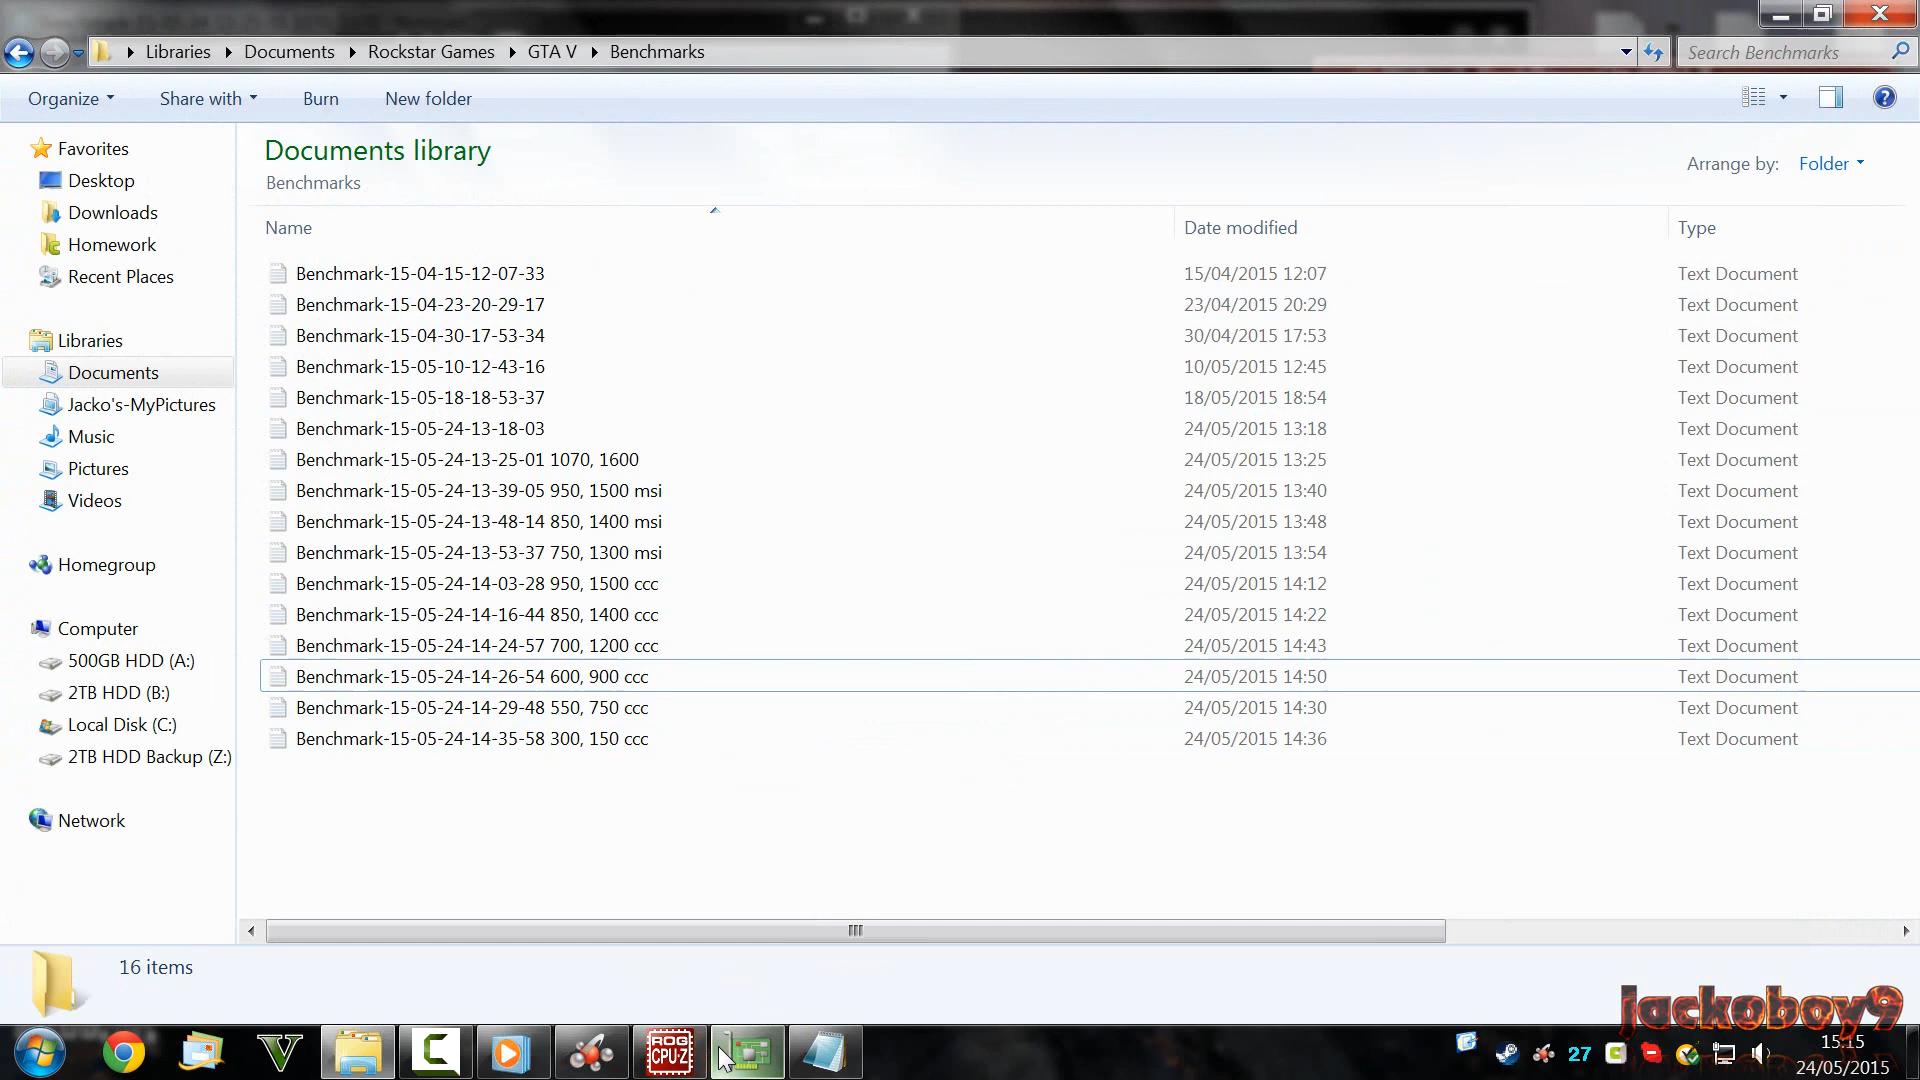 Libraries Documents Rockstar Games GTA V Benchmarks
Search Benchmarks
Organize Share with Burn New folder
Favorites
Desktop
Downloads
Homework
Recent Places
Libraries
Documents
Jacko's-MyPictures
Music
Pictures
Videos
Homegroup
Computer
500GB HDD (A:)
2TB HDD (B:)
Local Disk (C:)
2TB HDD Backup (Z:)
Network
Documents library
Benchmarks
Arrange by: Folder
Name Date modified Type
Benchmark-15-04-15-12-07-33 15/04/2015 12:07 Text Document
Benchmark-15-04-23-20-29-17 23/04/2015 20:29 Text Document
Benchmark-15-04-30-17-53-34 30/04/2015 17:53 Text Document
Benchmark-15-05-10-12-43-16 10/05/2015 12:45 Text Document
Benchmark-15-05-18-18-53-37 18/05/2015 18:54 Text Document
Benchmark-15-05-24-13-18-03 24/05/2015 13:18 Text Document
Benchmark-15-05-24-13-25-01 1070, 1600 24/05/2015 13:25 Text Document
Benchmark-15-05-24-13-39-05 950, 1500 msi 24/05/2015 13:40 Text Document
Benchmark-15-05-24-13-48-14 850, 1400 msi 24/05/2015 13:48 Text Document
Benchmark-15-05-24-13-53-37 750, 1300 msi 24/05/2015 13:54 Text Document
Benchmark-15-05-24-14-03-28 950, 1500 ccc 24/05/2015 14:12 Text Document
Benchmark-15-05-24-14-16-44 850, 1400 ccc 24/05/2015 14:22 Text Document
Benchmark-15-05-24-14-24-57 700, 1200 ccc 24/05/2015 14:43 Text Document
Benchmark-15-05-24-14-26-54 600, 900 ccc 24/05/2015 14:50 Text Document
Benchmark-15-05-24-14-29-48 550, 750 ccc 24/05/2015 14:30 Text Document
Benchmark-15-05-24-14-35-58 300, 150 ccc 24/05/2015 14:36 Text Document
16 items
jackoboy9
ROG
CPU-Z
27
15:15
24/05/2015